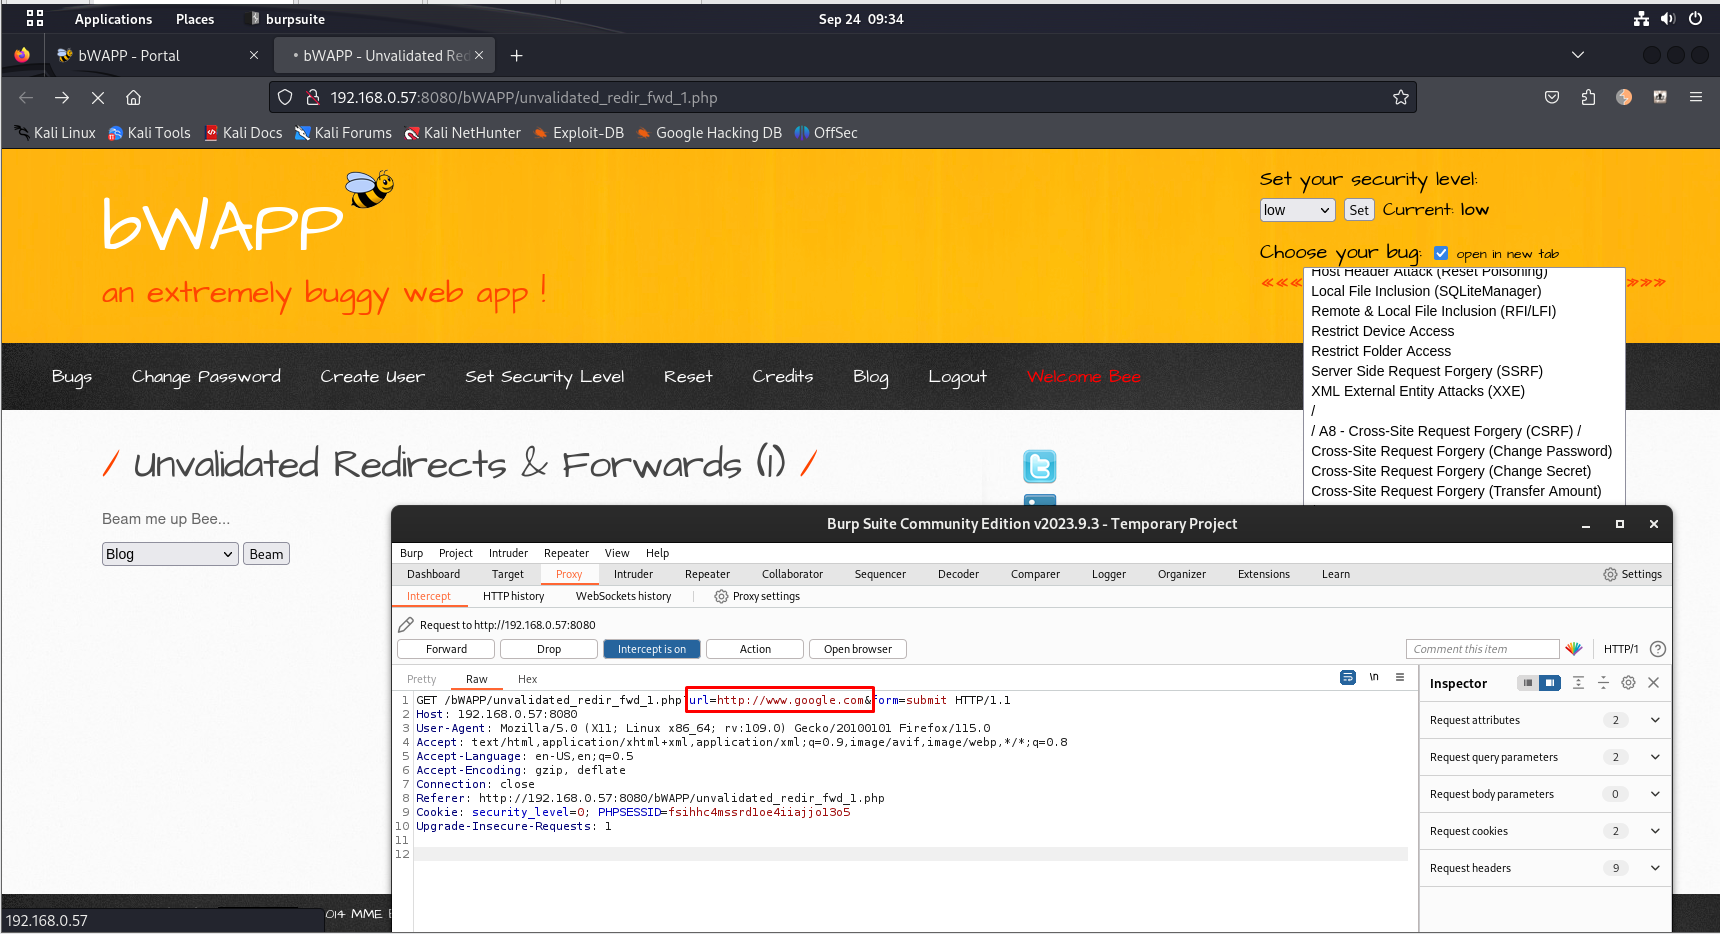 Applications Places burpsuite Sep 24 09:34
bWAPP - Portal bWAPP - Unvalidated Red
192.168.0.57:8080/bWAPP/unvalidated_redir_fwd_1.php
Kali Linux Kali Tools Kali Docs Kali Forums Kali NetHunter Exploit-DB Google Hacking DB OffSec
bWAPP
an extremely buggy web app !
Set your security level:
low Set Current: low
Choose your bug: open in new tab
Host Header Attack (Reset Poisoning)
Local File Inclusion (SQLiteManager)
Remote & Local File Inclusion (RFI/LFI)
Restrict Device Access
Restrict Folder Access
Server Side Request Forgery (SSRF)
XML External Entity Attacks (XXE)
/
/ A8 - Cross-Site Request Forgery (CSRF) /
Cross-Site Request Forgery (Change Password)
Cross-Site Request Forgery (Change Secret)
Cross-Site Request Forgery (Transfer Amount)
Bugs Change Password Create User Set Security Level Reset Credits Blog Logout Welcome Bee
/ Unvalidated Redirects & Forwards (1) /
Beam me up Bee...
Blog Beam
Burp Suite Community Edition v2023.9.3 - Temporary Project
Burp Project Intruder Repeater View Help
Dashboard Target Proxy Intruder Repeater Collaborator Sequencer Decoder Comparer Logger Organizer Extensions Learn Settings
Intercept HTTP history WebSockets history Proxy settings
Request to http://192.168.0.57:8080
Forward Drop Intercept is on Action Open browser Comment this item HTTP/1 ?
Pretty Raw Hex \n
1 GET /bWAPP/unvalidated_redir_fwd_1.php?url=http://www.google.com&form=submit HTTP/1.1
2 Host: 192.168.0.57:8080
3 User-Agent: Mozilla/5.0 (X11; Linux x86_64; rv:109.0) Gecko/20100101 Firefox/115.0
4 Accept: text/html,application/xhtml+xml,application/xml;q=0.9,image/avif,image/webp,*/*;q=0.8
5 Accept-Language: en-US,en;q=0.5
6 Accept-Encoding: gzip, deflate
7 Connection: close
8 Referer: http://192.168.0.57:8080/bWAPP/unvalidated_redir_fwd_1.php
9 Cookie: security_level=0; PHPSESSID=fsihhc4mssrd1oe4iiajjo13o5
10 Upgrade-Insecure-Requests: 1
11
12
Inspector
Request attributes 2
Request query parameters 2
Request body parameters 0
Request cookies 2
Request headers 9
192.168.0.57
014 MME